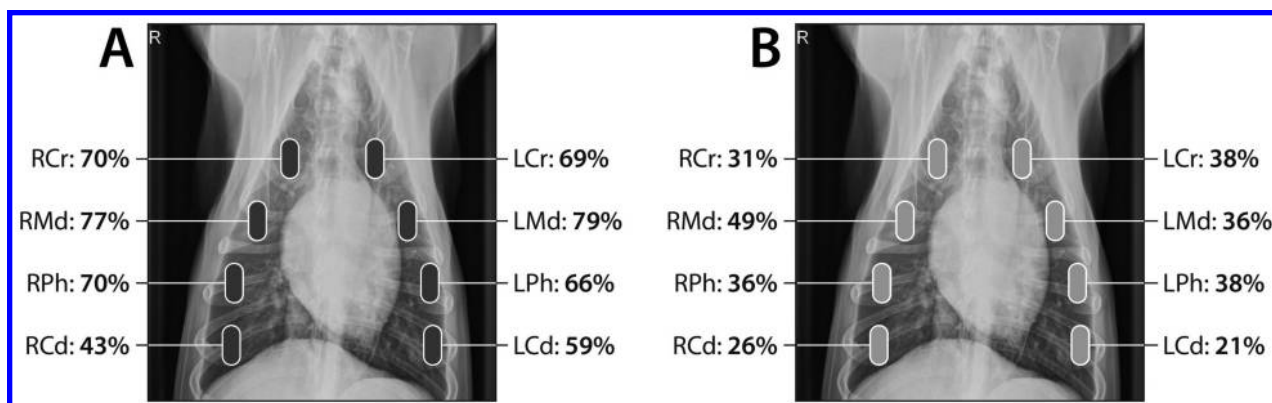 A
R
RCr: 70%
LCr: 69%
RMd: 77%
LMd: 79%
RPh: 70%
LPh: 66%
RCd: 43%
LCd: 59%
B
R
RCr: 31%
LCr: 38%
RMd: 49%
LMd: 36%
RPh: 36%
LPh: 38%
RCd: 26%
LCd: 21%